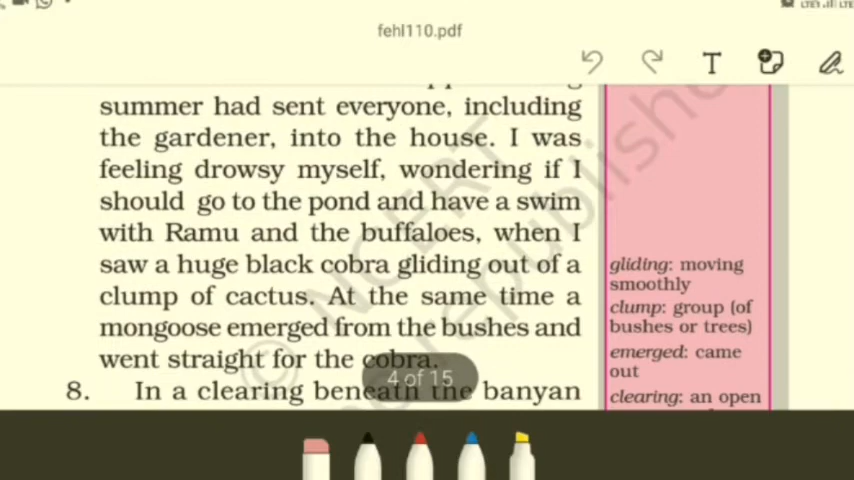 fehl110.pdf
T
summer had sent everyone, including
the gardener, into the house. I was
feeling drowsy myself, wondering if I
should go to the pond and have a swim
with Ramu and the buffaloes, when I
saw a huge black cobra gliding out of a
clump of cactus. At the same time a
mongoose emerged from the bushes and
went straight for the cobra.
4 of 15
8. In a clearing beneath the banyan
gliding: moving
smoothly
clump: group (of
bushes or trees)
emerged: came
out
clearing: an open
© NCERT
republishe